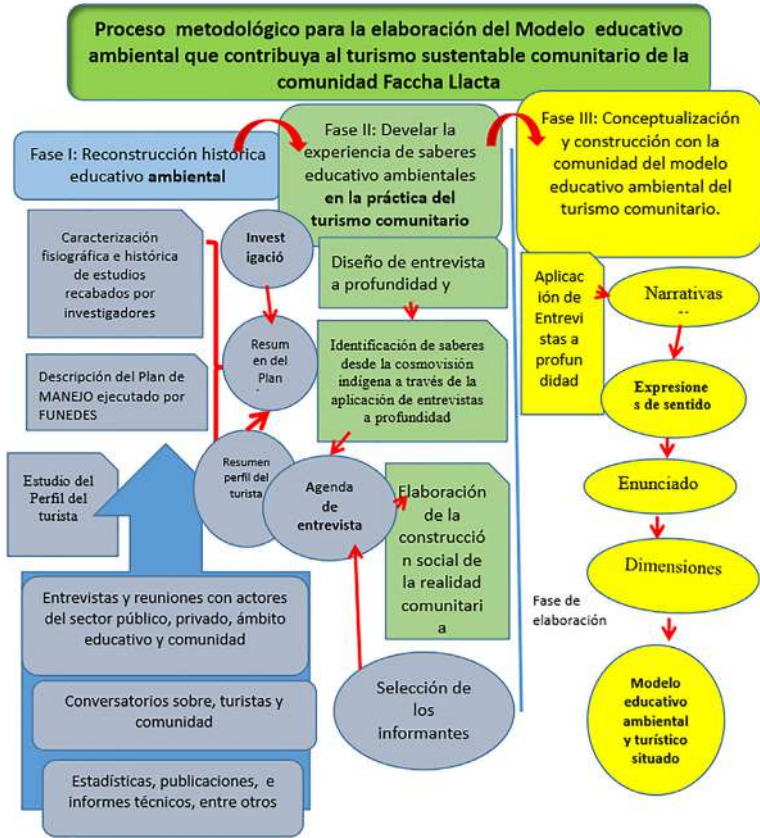 Proceso metodológico para la elaboración del Modelo educativo
ambiental que contribuya al turismo sustentable comunitario de la
comunidad Faccha Llacta
Fase I: Reconstrucción histórica
educativo ambiental
Fase II: Develar la
experiencia de saberes
educativo ambientales
en la práctica del
turismo comunitario
Fase III: Conceptualización
y construcción con la
comunidad del modelo
educativo ambiental del
turismo comunitario.
Caracterización
fisiográfica e histórica
de estudios
recabados por
investigadores
Descripción del Plan de
MANEJO ejecutado por
FUNEDES
Estudio del
Perfil del
turista
Entrevistas y reuniones con actores
del sector público, privado, ámbito
educativo y comunidad
Conversatorios sobre, turistas y
comunidad
Estadísticas, publicaciones, e
informes técnicos, entre otros
Invest
igació
Resum
en del
Plan
Resumen
perfil del
turista
Diseño de entrevista
a profundidad y
Identificación de saberes
desde la cosmovisión
indígena a través de la
aplicación de entrevistas
a profundidad
Agenda
de
entrevista
Elaboración
de la
construcció
n social de
la realidad
comunitari
a
Selección de
los
informantes
Fase de
elaboración
Aplicac
ión de
Entrevi
stas a
profun
didad
Narrativas
Expresione
s de sentido
Enunciado
Dimensiones
Modelo
educativo
ambiental
y turístico
situado